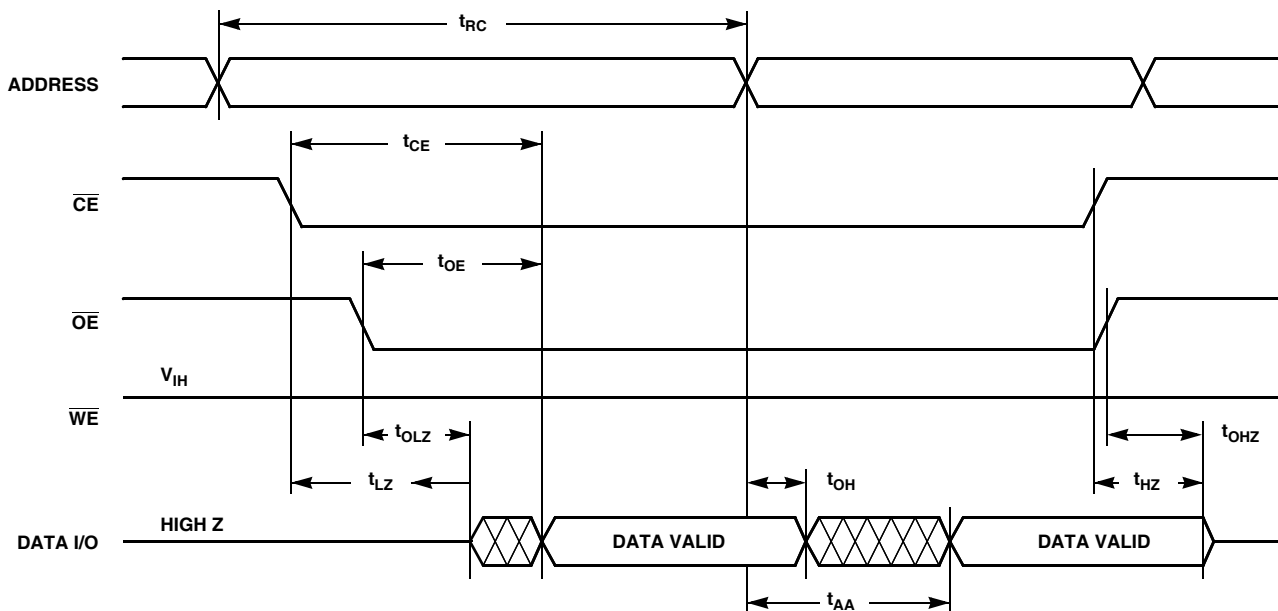 tRC
ADDRESS
tCE
CE
tOE
OE
VIH
WE
tOLZ
tOHZ
tLZ
tOH
tHZ
HIGH Z
DATA I/O
DATA VALID
DATA VALID
tAA